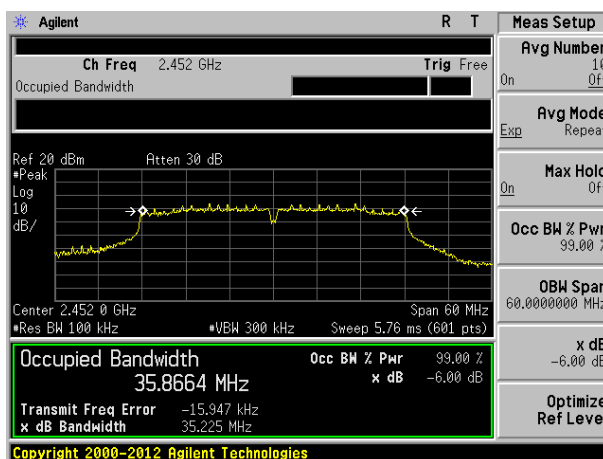 Agilent R T Meas Setup
Ch Freq 2.452 GHz Trig Free
Occupied Bandwidth
Ref 20 dBm Atten 30 dB
#Peak
Log
10
dB/
Center 2.452 0 GHz Span 60 MHz
#Res BW 100 kHz #VBW 300 kHz Sweep 5.76 ms (601 pts)
Occupied Bandwidth Occ BW % Pwr 99.00 %
35.8664 MHz x dB -6.00 dB
Transmit Freq Error -15.947 kHz
x dB Bandwidth 35.225 MHz
Copyright 2000-2012 Agilent Technologies
Avg Number
10
On Of
Avg Mode
Exp Repea
Max Hold
On Of
Occ BW % Pwr
99.00 %
OBW Span
60.0000000 MHz
x dB
-6.00 dB
Optimize
Ref Leve